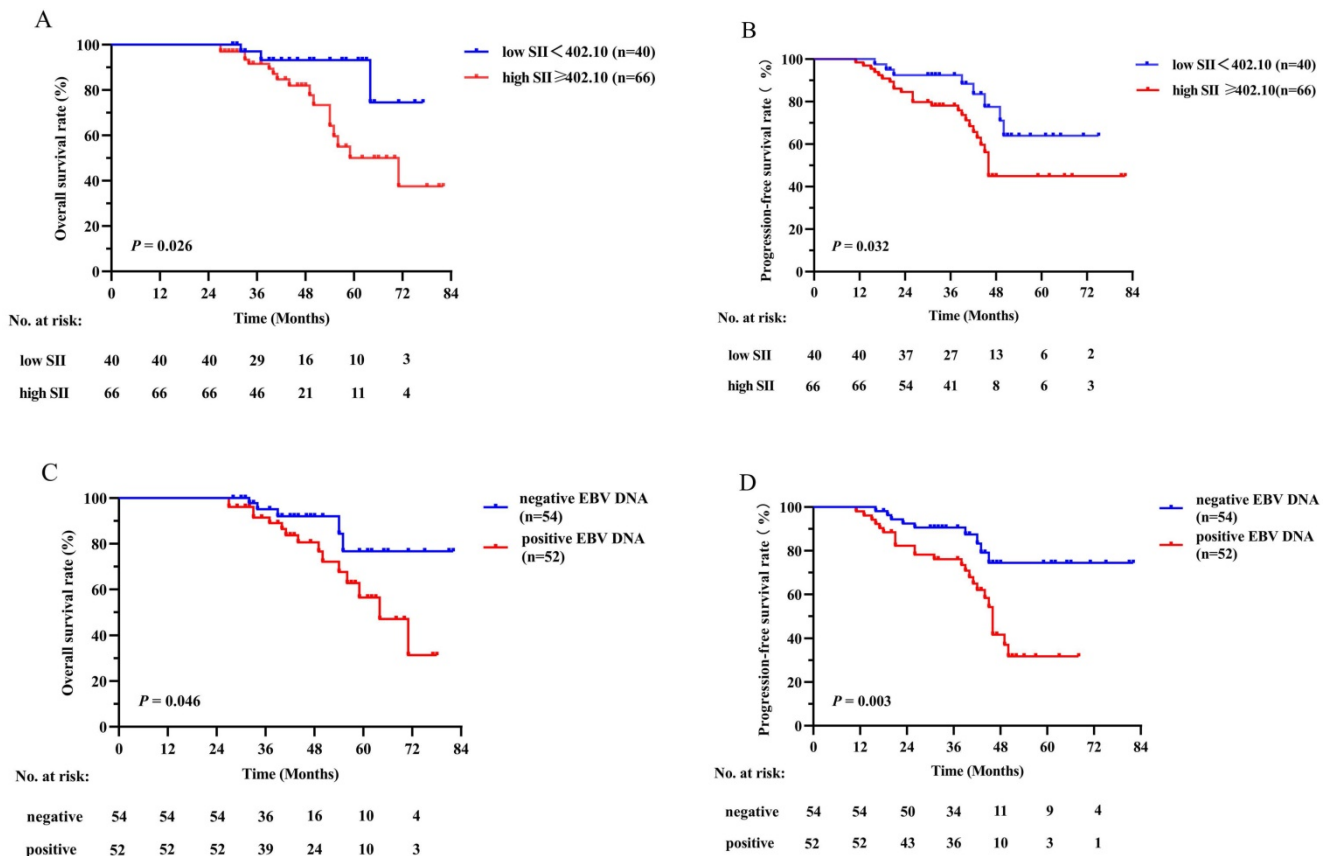 A
low SII＜402.10 (n=40)
high SII≥402.10 (n=66)
Overall survival rate (%)
100
80
60
40
20
0
P = 0.026
0 12 24 36 48 60 72 84
Time (Months)
No. at risk:
low SII 40 40 40 29 16 10 3
high SII 66 66 66 46 21 11 4
B
low SII＜402.10 (n=40)
high SII ≥402.10(n=66)
Progression-free survival rate（ %）
100
80
60
40
20
0
P = 0.032
0 12 24 36 48 60 72 84
Time (Months)
No. at risk:
low SII 40 40 37 27 13 6 2
high SII 66 66 54 41 8 6 3
C
negative EBV DNA
(n=54)
positive EBV DNA
(n=52)
Overall survival rate (%)
100
80
60
40
20
0
P = 0.046
0 12 24 36 48 60 72 84
Time (Months)
No. at risk:
negative 54 54 54 36 16 10 4
positive 52 52 52 39 24 10 3
D
negative EBV DNA
(n=54)
positive EBV DNA
(n=52)
Progression-free survival rate（ %）
100
80
60
40
20
0
P = 0.003
0 12 24 36 48 60 72 84
Time (Months)
No. at risk:
negative 54 54 50 34 11 9 4
positive 52 52 43 36 10 3 1